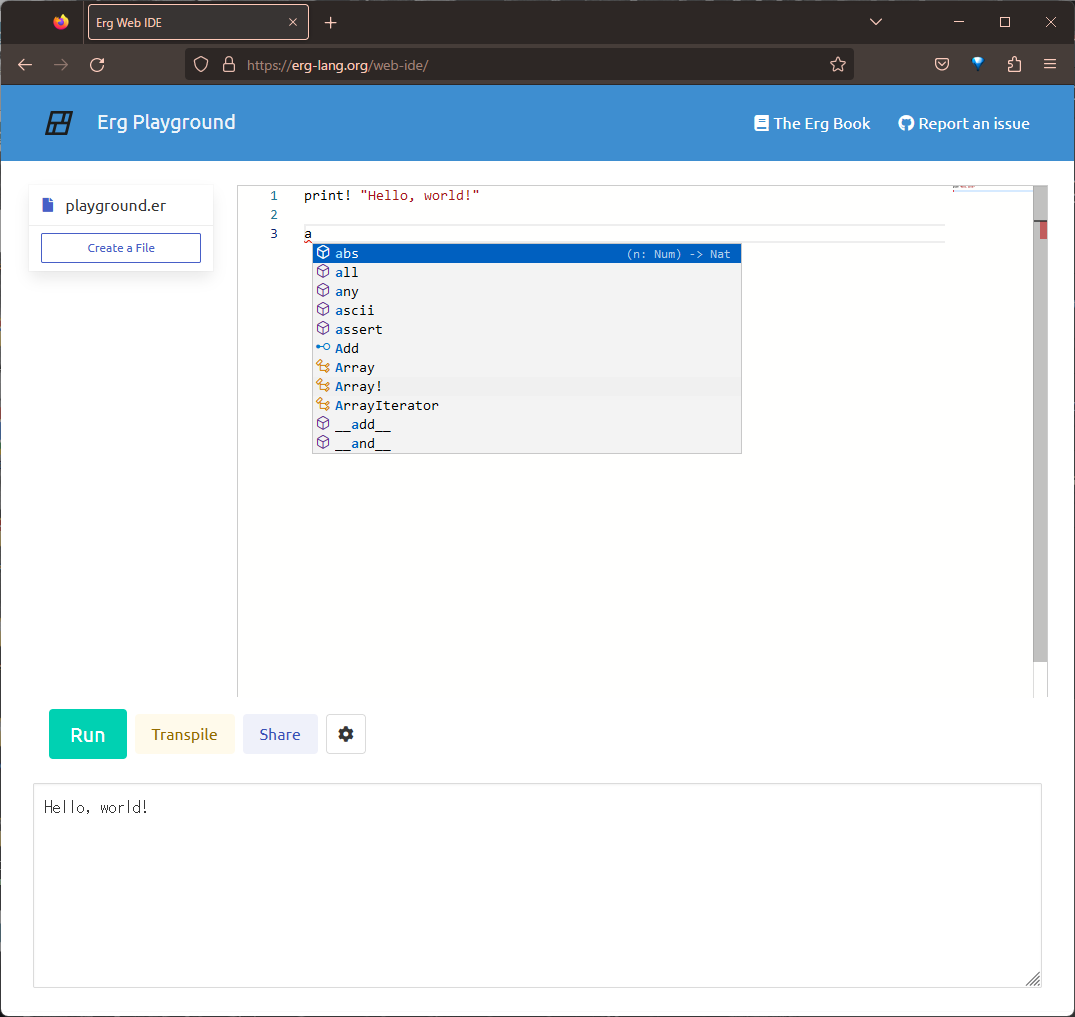 Erg Web IDE
https://erg-lang.org/web-ide/
Erg Playground
The Erg Book
Report an issue
playground.er
Create a File
1 print! "Hello, world!"
2
3 a
abs (n: Num) -> Nat
all
any
ascii
assert
Add
Array
Array!
ArrayIterator
__add__
__and__
Run
Transpile
Share
Hello, world!